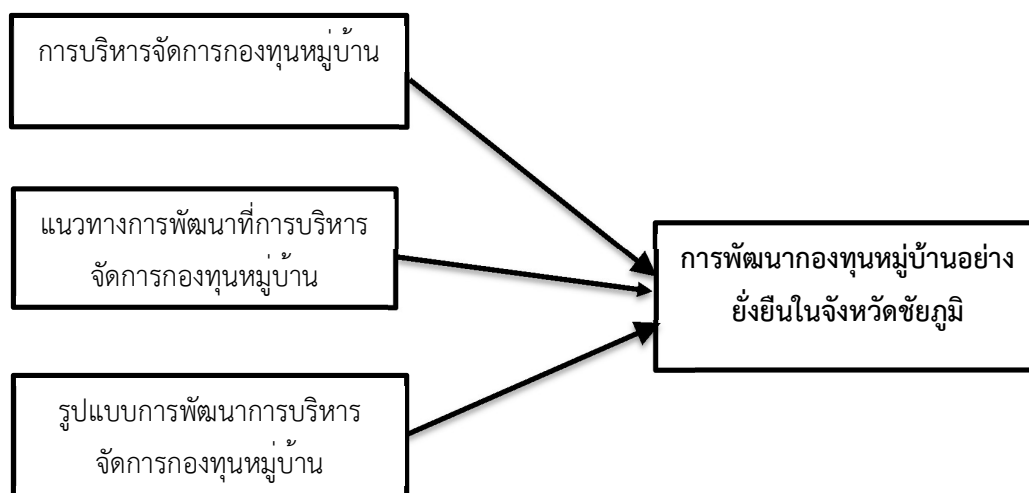 การบริหารจัดการกองทุนหมู่บ้าน
แนวทางการพัฒนาที่การบริหาร
จัดการกองทุนหมู่บ้าน
การพัฒนากองทุนหมู่บ้านอย่าง
ยั่งยืนในจังหวัดชัยภูมิ
รูปแบบการพัฒนาการบริหาร
จัดการกองทุนหมู่บ้าน